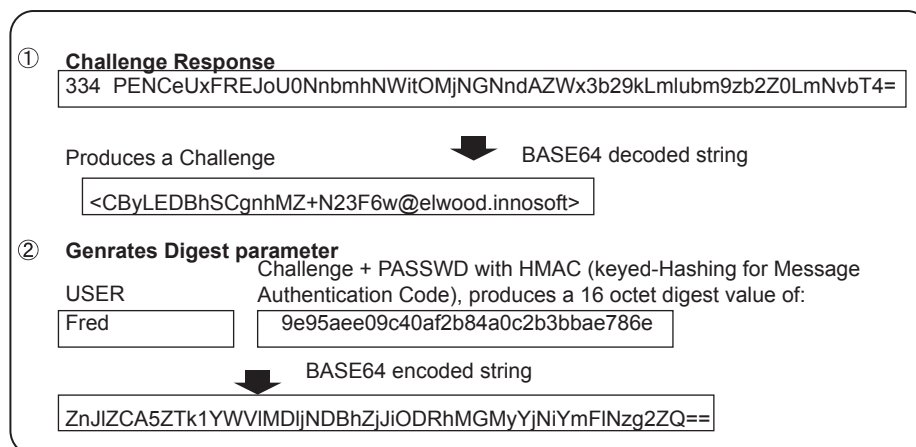 ① Challenge Response
334 PENCeUxFREJoU0NnbmhNWitOMjNGNndAZWx3b29kLmlubm9zb2Z0LmNvbT4=
Produces a Challenge
BASE64 decoded string
<CByLEDBhSCgnhMZ+N23F6w@elwood.innosoft>
② Genrates Digest parameter
Challenge + PASSWD with HMAC (keyed-Hashing for Message
USER
Authentication Code), produces a 16 octet digest value of:
Fred
9e95aee09c40af2b84a0c2b3bbae786e
BASE64 encoded string
ZnJlZCA5ZTk1YWVlMDljNDBhZjJiODRhMGMyYjNiYmFlNzg2ZQ==